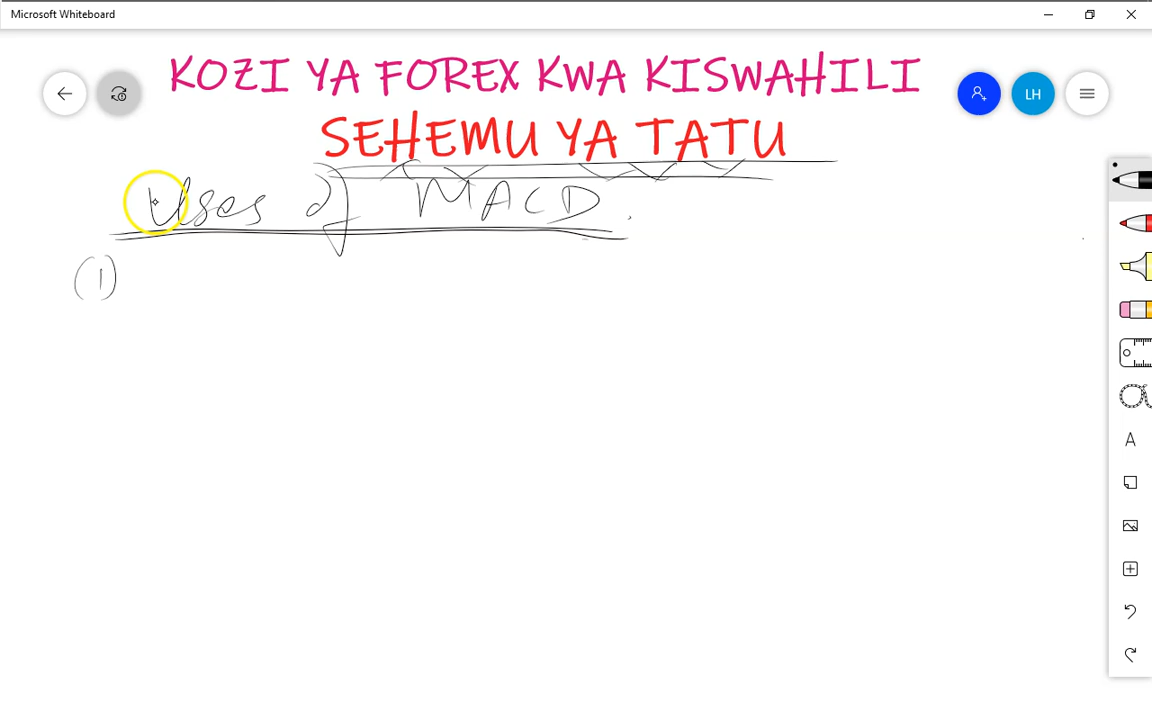 Microsoft Whiteboard
KOZI YA FOREX KWA KISWAHILI
LH
SEHEMU YA TATU
Uses of MACD.
(1)
A